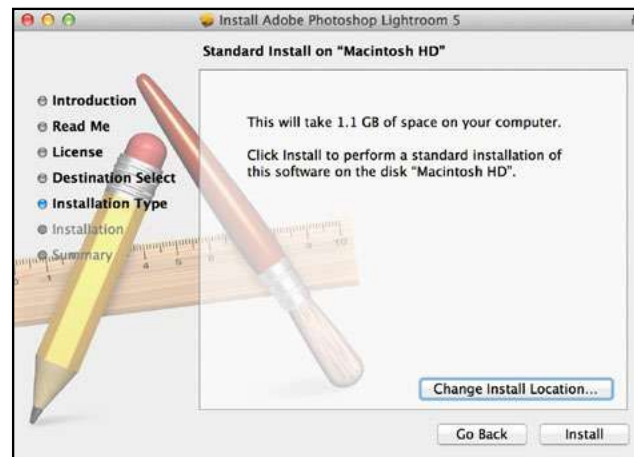 Install Adobe Photoshop Lightroom 5
Standard Install on "Macintosh HD"
Introduction
Read Me
License
Destination Select
Installation Type
Installation
Summary
This will take 1.1 GB of space on your computer.
Click Install to perform a standard installation of
this software on the disk "Macintosh HD".
Change Install Location...
Go Back
Install